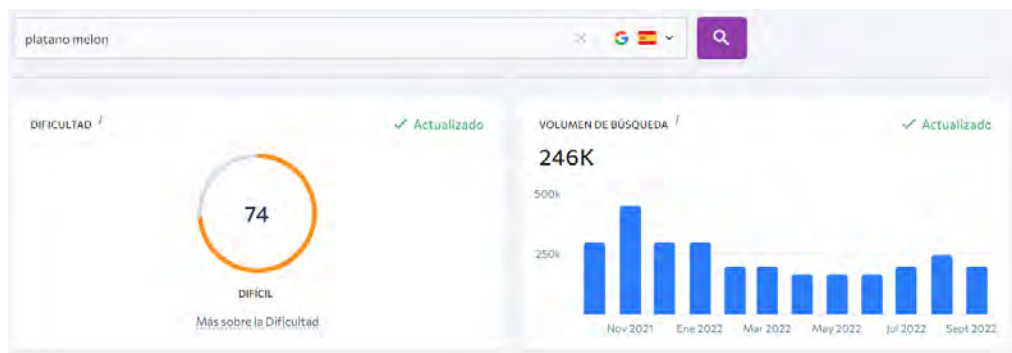 platano melon
DIFICULTAD i
Actualizado
74
DIFÍCIL
Más sobre la Dificultad
VOLUMEN DE BÚSQUEDA i
Actualizado
246K
500k
250k
Nov 2021 Ene 2022 Mar 2022 May 2022 Jul 2022 Sept 2022